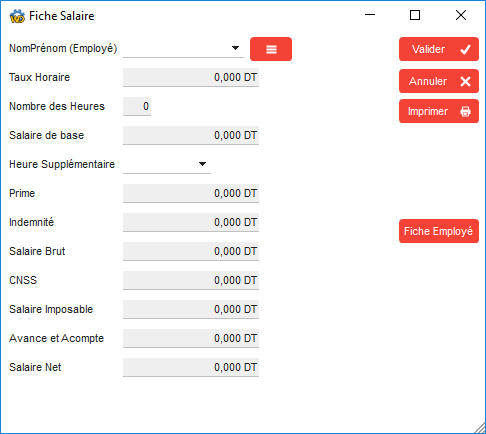 Fiche Salaire
NomPrénom (Employé)
Valider
Taux Horaire 0,000 DT
Annuler
Nombre des Heures 0
Imprimer
Salaire de base 0,000 DT
Heure Supplémentaire
Prime 0,000 DT
Indemnité 0,000 DT
Fiche Employé
Salaire Brut 0,000 DT
CNSS 0,000 DT
Salaire Imposable 0,000 DT
Avance et Acompte 0,000 DT
Salaire Net 0,000 DT